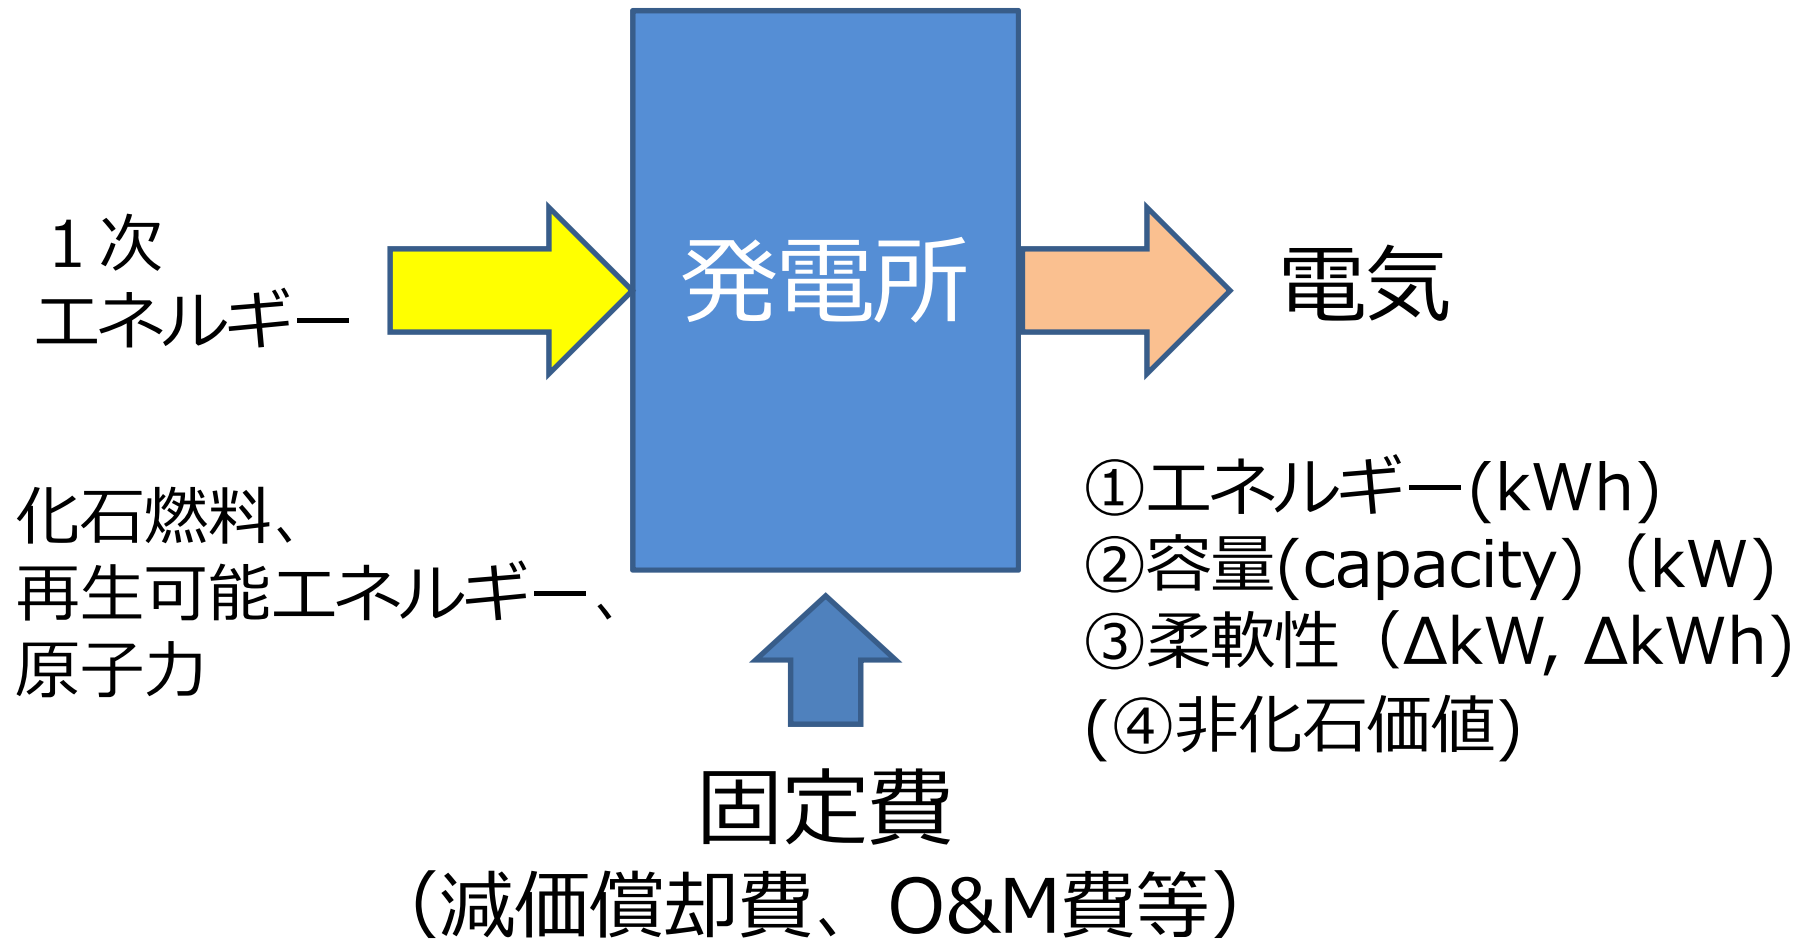 １次
エネルギー
発電所
電気
化石燃料、
再生可能エネルギー、
原子力
①エネルギー(kWh)
②容量(capacity)（kW)
③柔軟性（ΔkW, ΔkWh)
(④非化石価値)
固定費
（減価償却費、O&M費等）